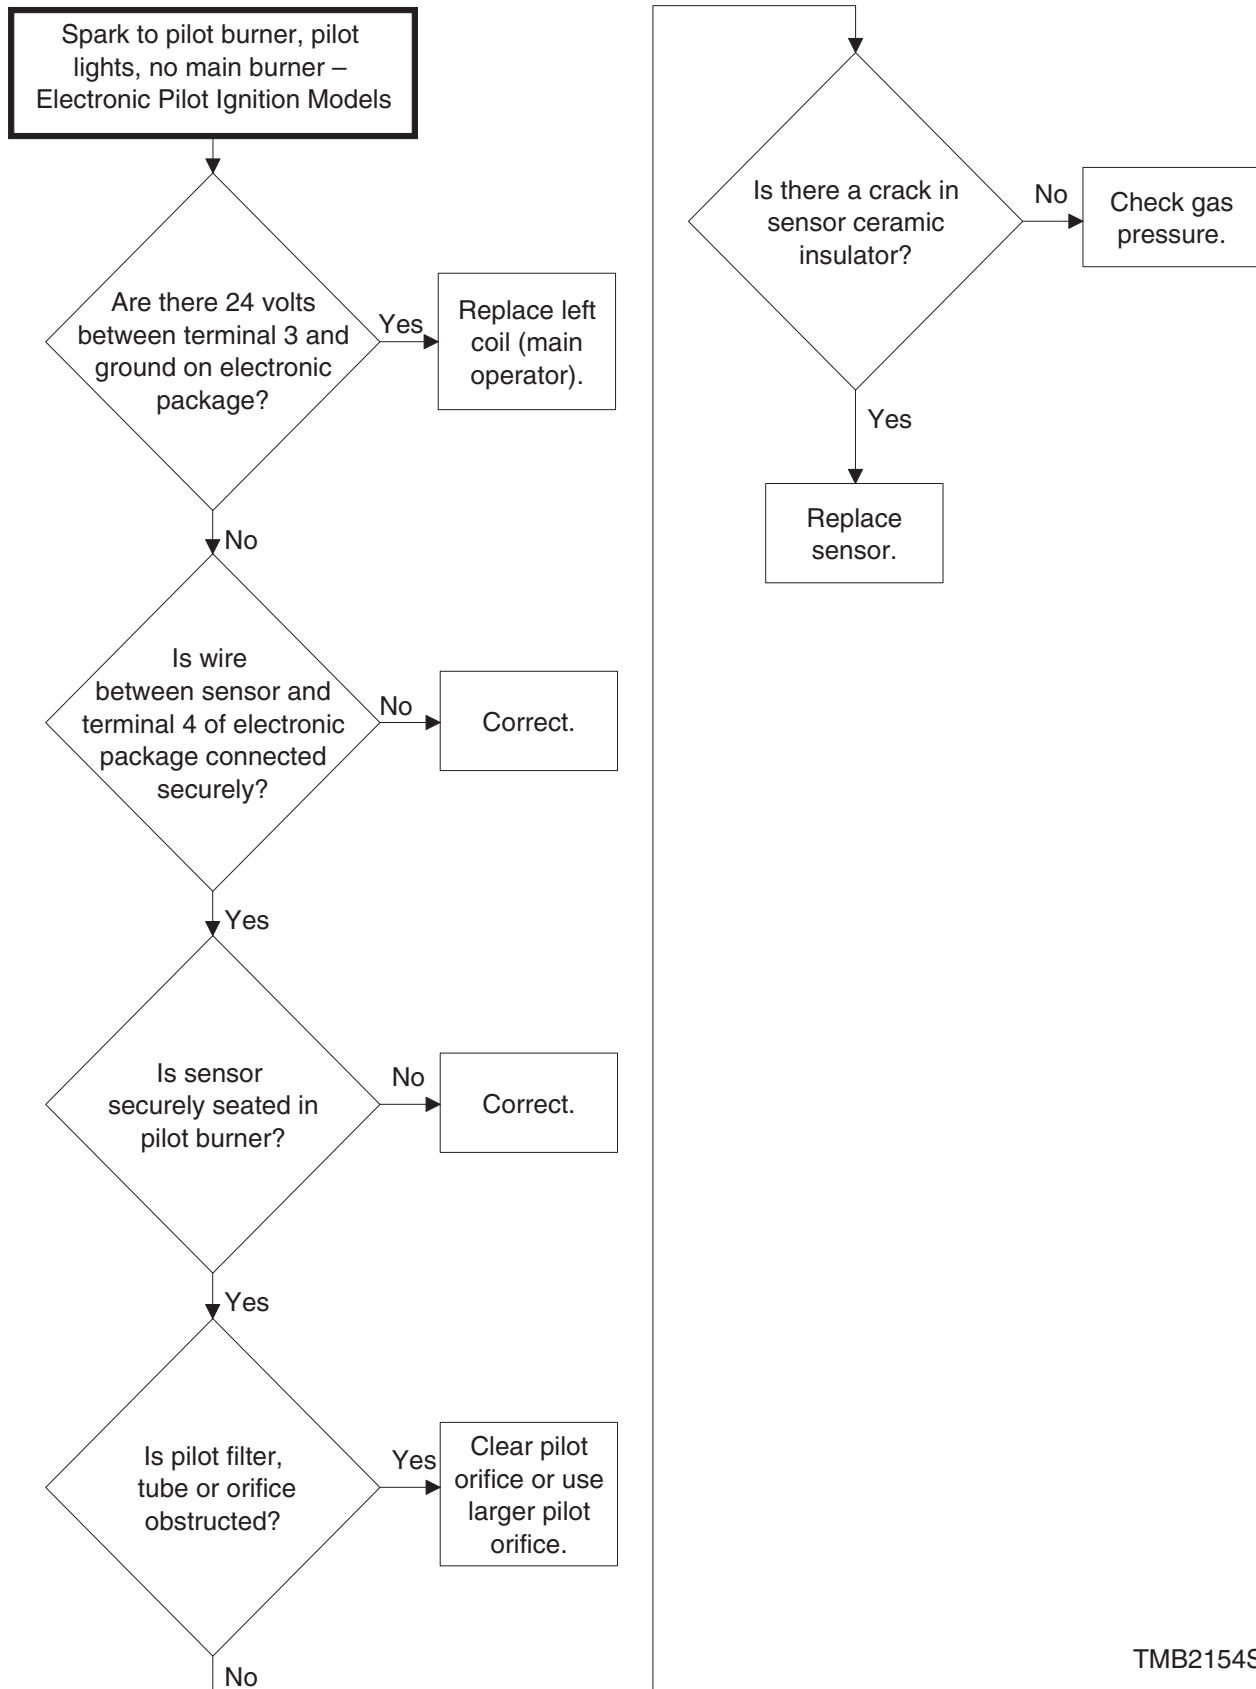 Spark to pilot burner, pilot
lights, no main burner –
Electronic Pilot Ignition Models
Are there 24 volts
between terminal 3 and
ground on electronic
package?
Yes
Replace left
coil (main
operator).
No
Is wire
between sensor and
terminal 4 of electronic
package connected
securely?
No
Correct.
Yes
Is sensor
securely seated in
pilot burner?
No
Correct.
Yes
Is pilot filter,
tube or orifice
obstructed?
Yes
Clear pilot
orifice or use
larger pilot
orifice.
No
Is there a crack in
sensor ceramic
insulator?
No
Check gas
pressure.
Yes
Replace
sensor.
TMB2154S